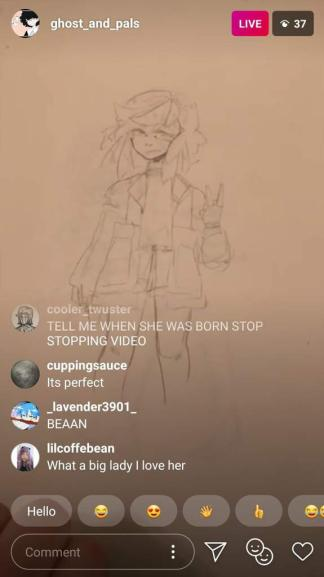 ghost_and_pals
LIVE
37
cooler_twuster
TELL ME WHEN SHE WAS BORN STOP
STOPPING VIDEO
cuppingsauce
Its perfect
_lavender3901_
BEAAN
lilcoffebean
What a big lady I love her
Hello
Comment